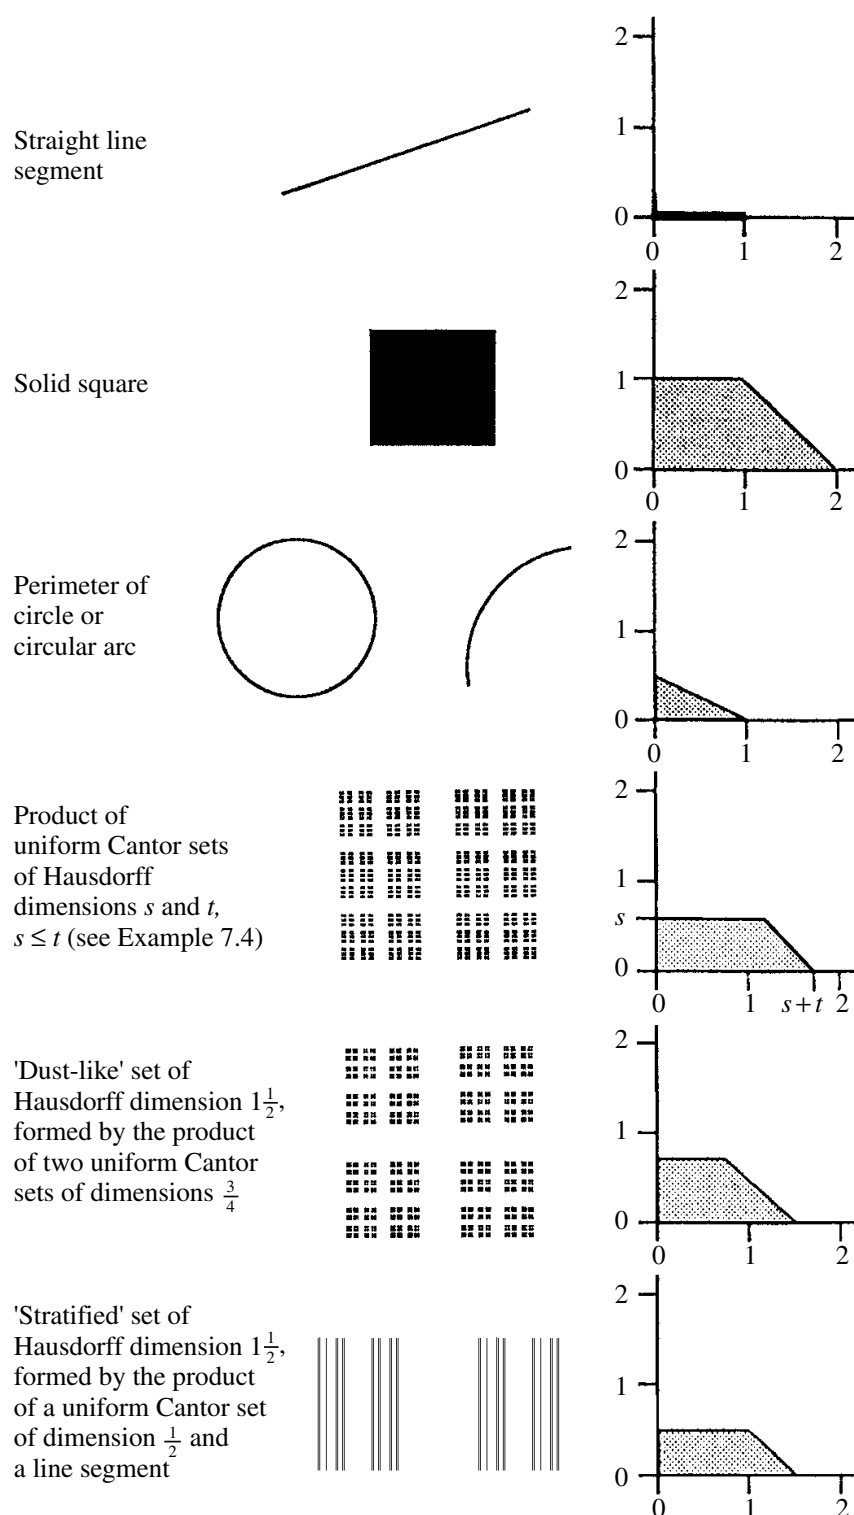 2
1
Straight line
segment
0
0 1 2
2
Solid square
1
0
0 1 2
2
Perimeter of
circle or
circular arc
1
0
0 1 2
2
Product of
uniform Cantor sets
of Hausdorff
dimensions s and t,
s ≤ t (see Example 7.4)
1
s
0
0 1 s+t 2
2
'Dust-like' set of
Hausdorff dimension 1 1/2,
formed by the product
of two uniform Cantor
sets of dimensions 3/4
1
0
0 1 2
2
'Stratified' set of
Hausdorff dimension 1 1/2,
formed by the product
of a uniform Cantor set
of dimension 1/2 and
a line segment
1
0
0 1 2